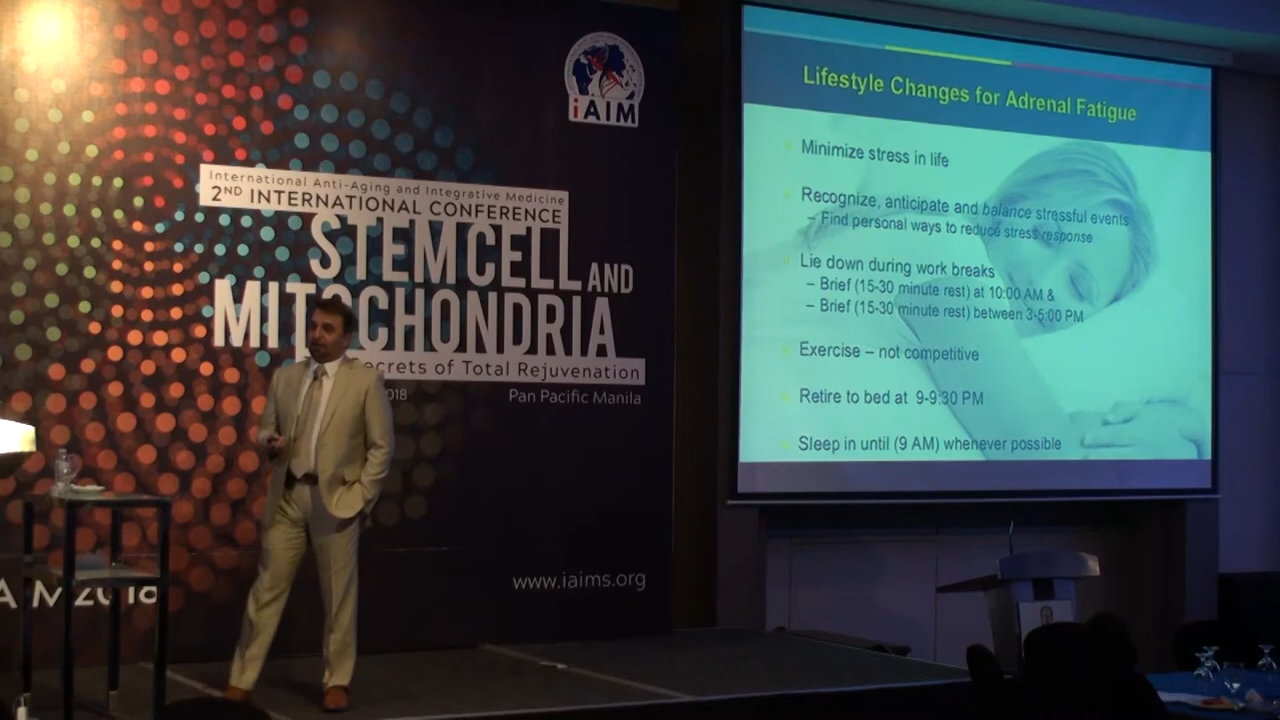 iAIM
International Anti-Aging and Integrative Medicine
2ND INTERNATIONAL CONFERENCE
STEMCELL AND
MITOCHONDRIA
ecrets of Total Rejuvenation
2018 Pan Pacific Manila
www.iaims.org
AIM2018
Lifestyle Changes for Adrenal Fatigue
Minimize stress in life
Recognize, anticipate and balance stressful events
– Find personal ways to reduce stress response
Lie down during work breaks
– Brief (15-30 minute rest) at 10:00 AM &
– Brief (15-30 minute rest) between 3-5:00 PM
Exercise – not competitive
Retire to bed at 9-9:30 PM
Sleep in until (9 AM) whenever possible